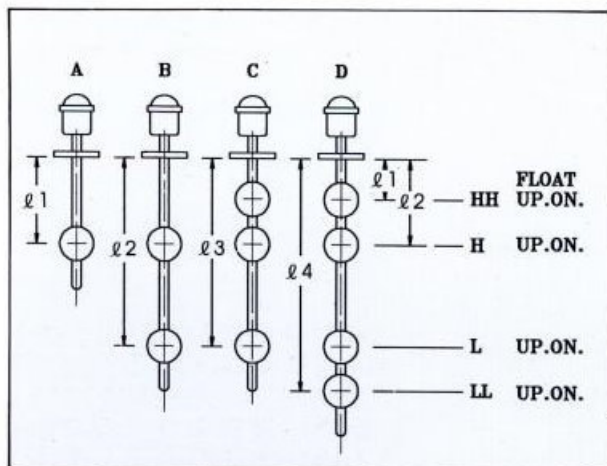 A B C D
FLOAT
ℓ1 HH UP.ON.
ℓ1 ℓ2
H UP.ON.
ℓ2 ℓ3
ℓ4
L UP.ON.
LL UP.ON.